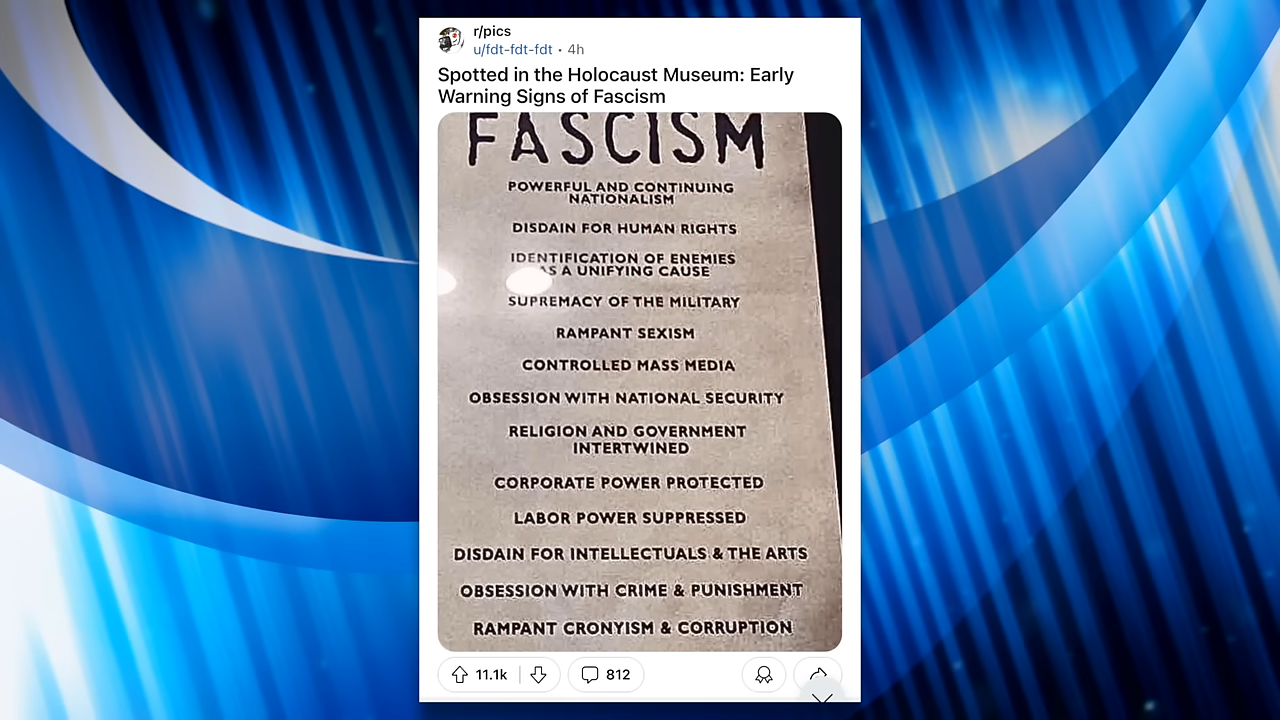 r/pics
u/fdt-fdt-fdt • 4h
Spotted in the Holocaust Museum: Early
Warning Signs of Fascism
FASCISM
POWERFUL AND CONTINUING
NATIONALISM
DISDAIN FOR HUMAN RIGHTS
IDENTIFICATION OF ENEMIES
AS A UNIFYING CAUSE
SUPREMACY OF THE MILITARY
RAMPANT SEXISM
CONTROLLED MASS MEDIA
OBSESSION WITH NATIONAL SECURITY
RELIGION AND GOVERNMENT
INTERTWINED
CORPORATE POWER PROTECTED
LABOR POWER SUPPRESSED
DISDAIN FOR INTELLECTUALS & THE ARTS
OBSESSION WITH CRIME & PUNISHMENT
RAMPANT CRONYISM & CORRUPTION
11.1k 812